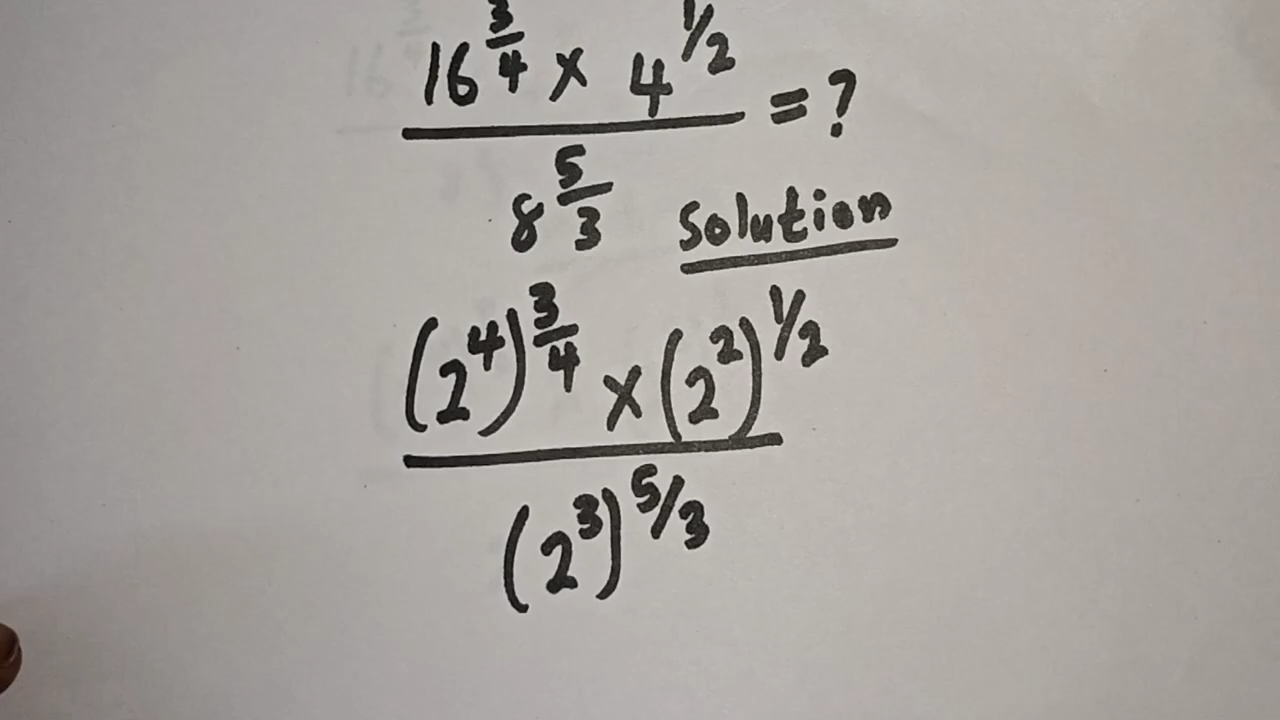 16^(3/4) × 4^(1/2)
= ?
8^(5/3)
Solution
(2^4)^(3/4) × (2^2)^(1/2)
(2^3)^(5/3)